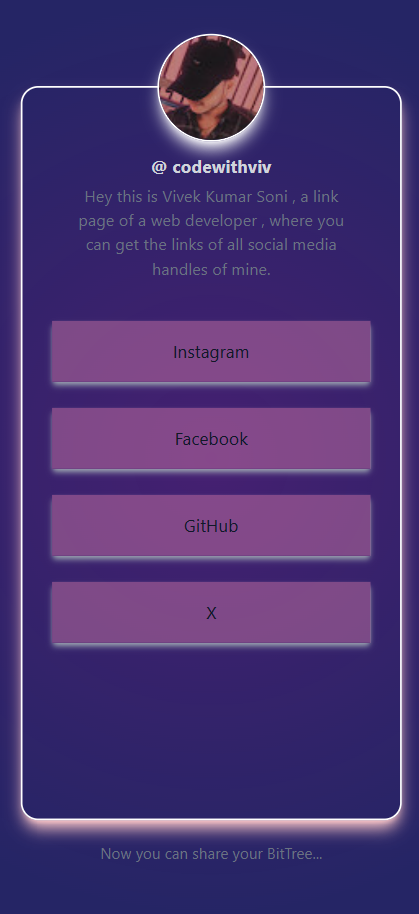 @ codewithviv
Hey this is Vivek Kumar Soni , a link
page of a web developer , where you
can get the links of all social media
handles of mine.
Instagram
Facebook
GitHub
X
Now you can share your BitTree...